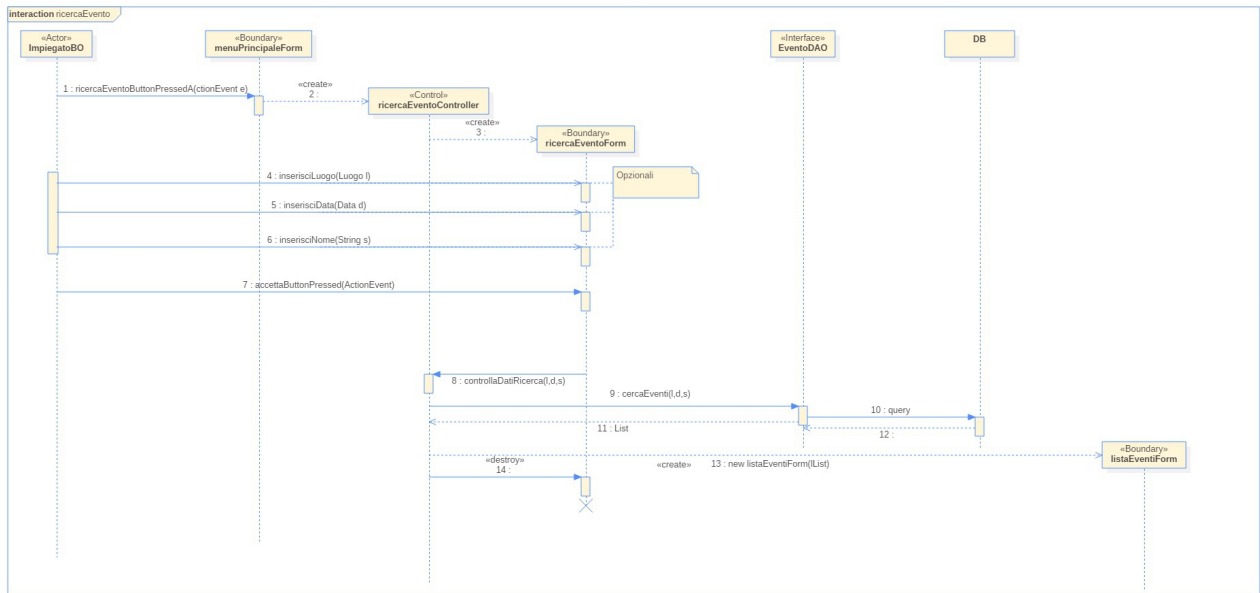 interaction ricercaEvento
«Actor»
ImpiegatoBO
«Boundary»
menuPrincipaleForm
«Interface»
EventoDAO
DB
1 : ricercaEventoButtonPressedA(ctionEvent e)
«create»
2 :
«Control»
ricercaEventoController
«create»
3 :
«Boundary»
ricercaEventoForm
4 : inserisciLuogo(Luogo l)
Opzionali
5 : inserisciData(Data d)
6 : inserisciNome(String s)
7 : accettaButtonPressed(ActionEvent)
8 : controllaDatiRicerca(l,d,s)
9 : cercaEventi(l,d,s)
10 : query
11 : List
12 :
«Boundary»
listaEventiForm
«destroy»
14 :
«create»
13 : new listaEventiForm(lList)